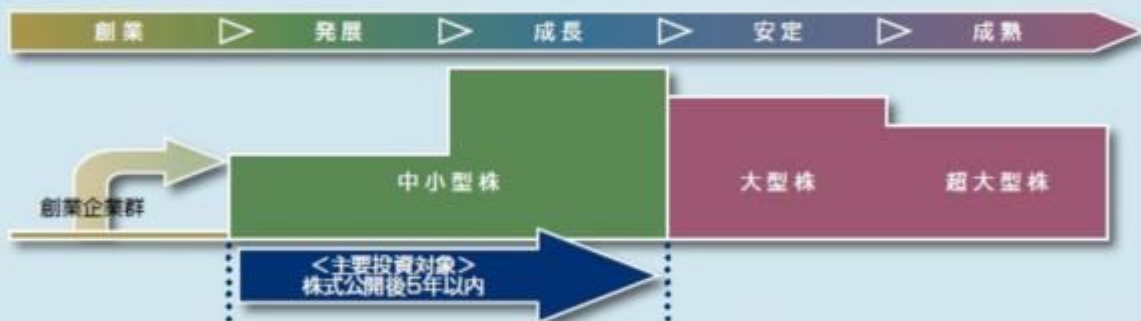 創業 ▷ 発展 ▷ 成長 ▷ 安定 ▷ 成熟
創業企業群
中小型株
大型株
超大型株
＜主要投資対象＞
株式公開後5年以内